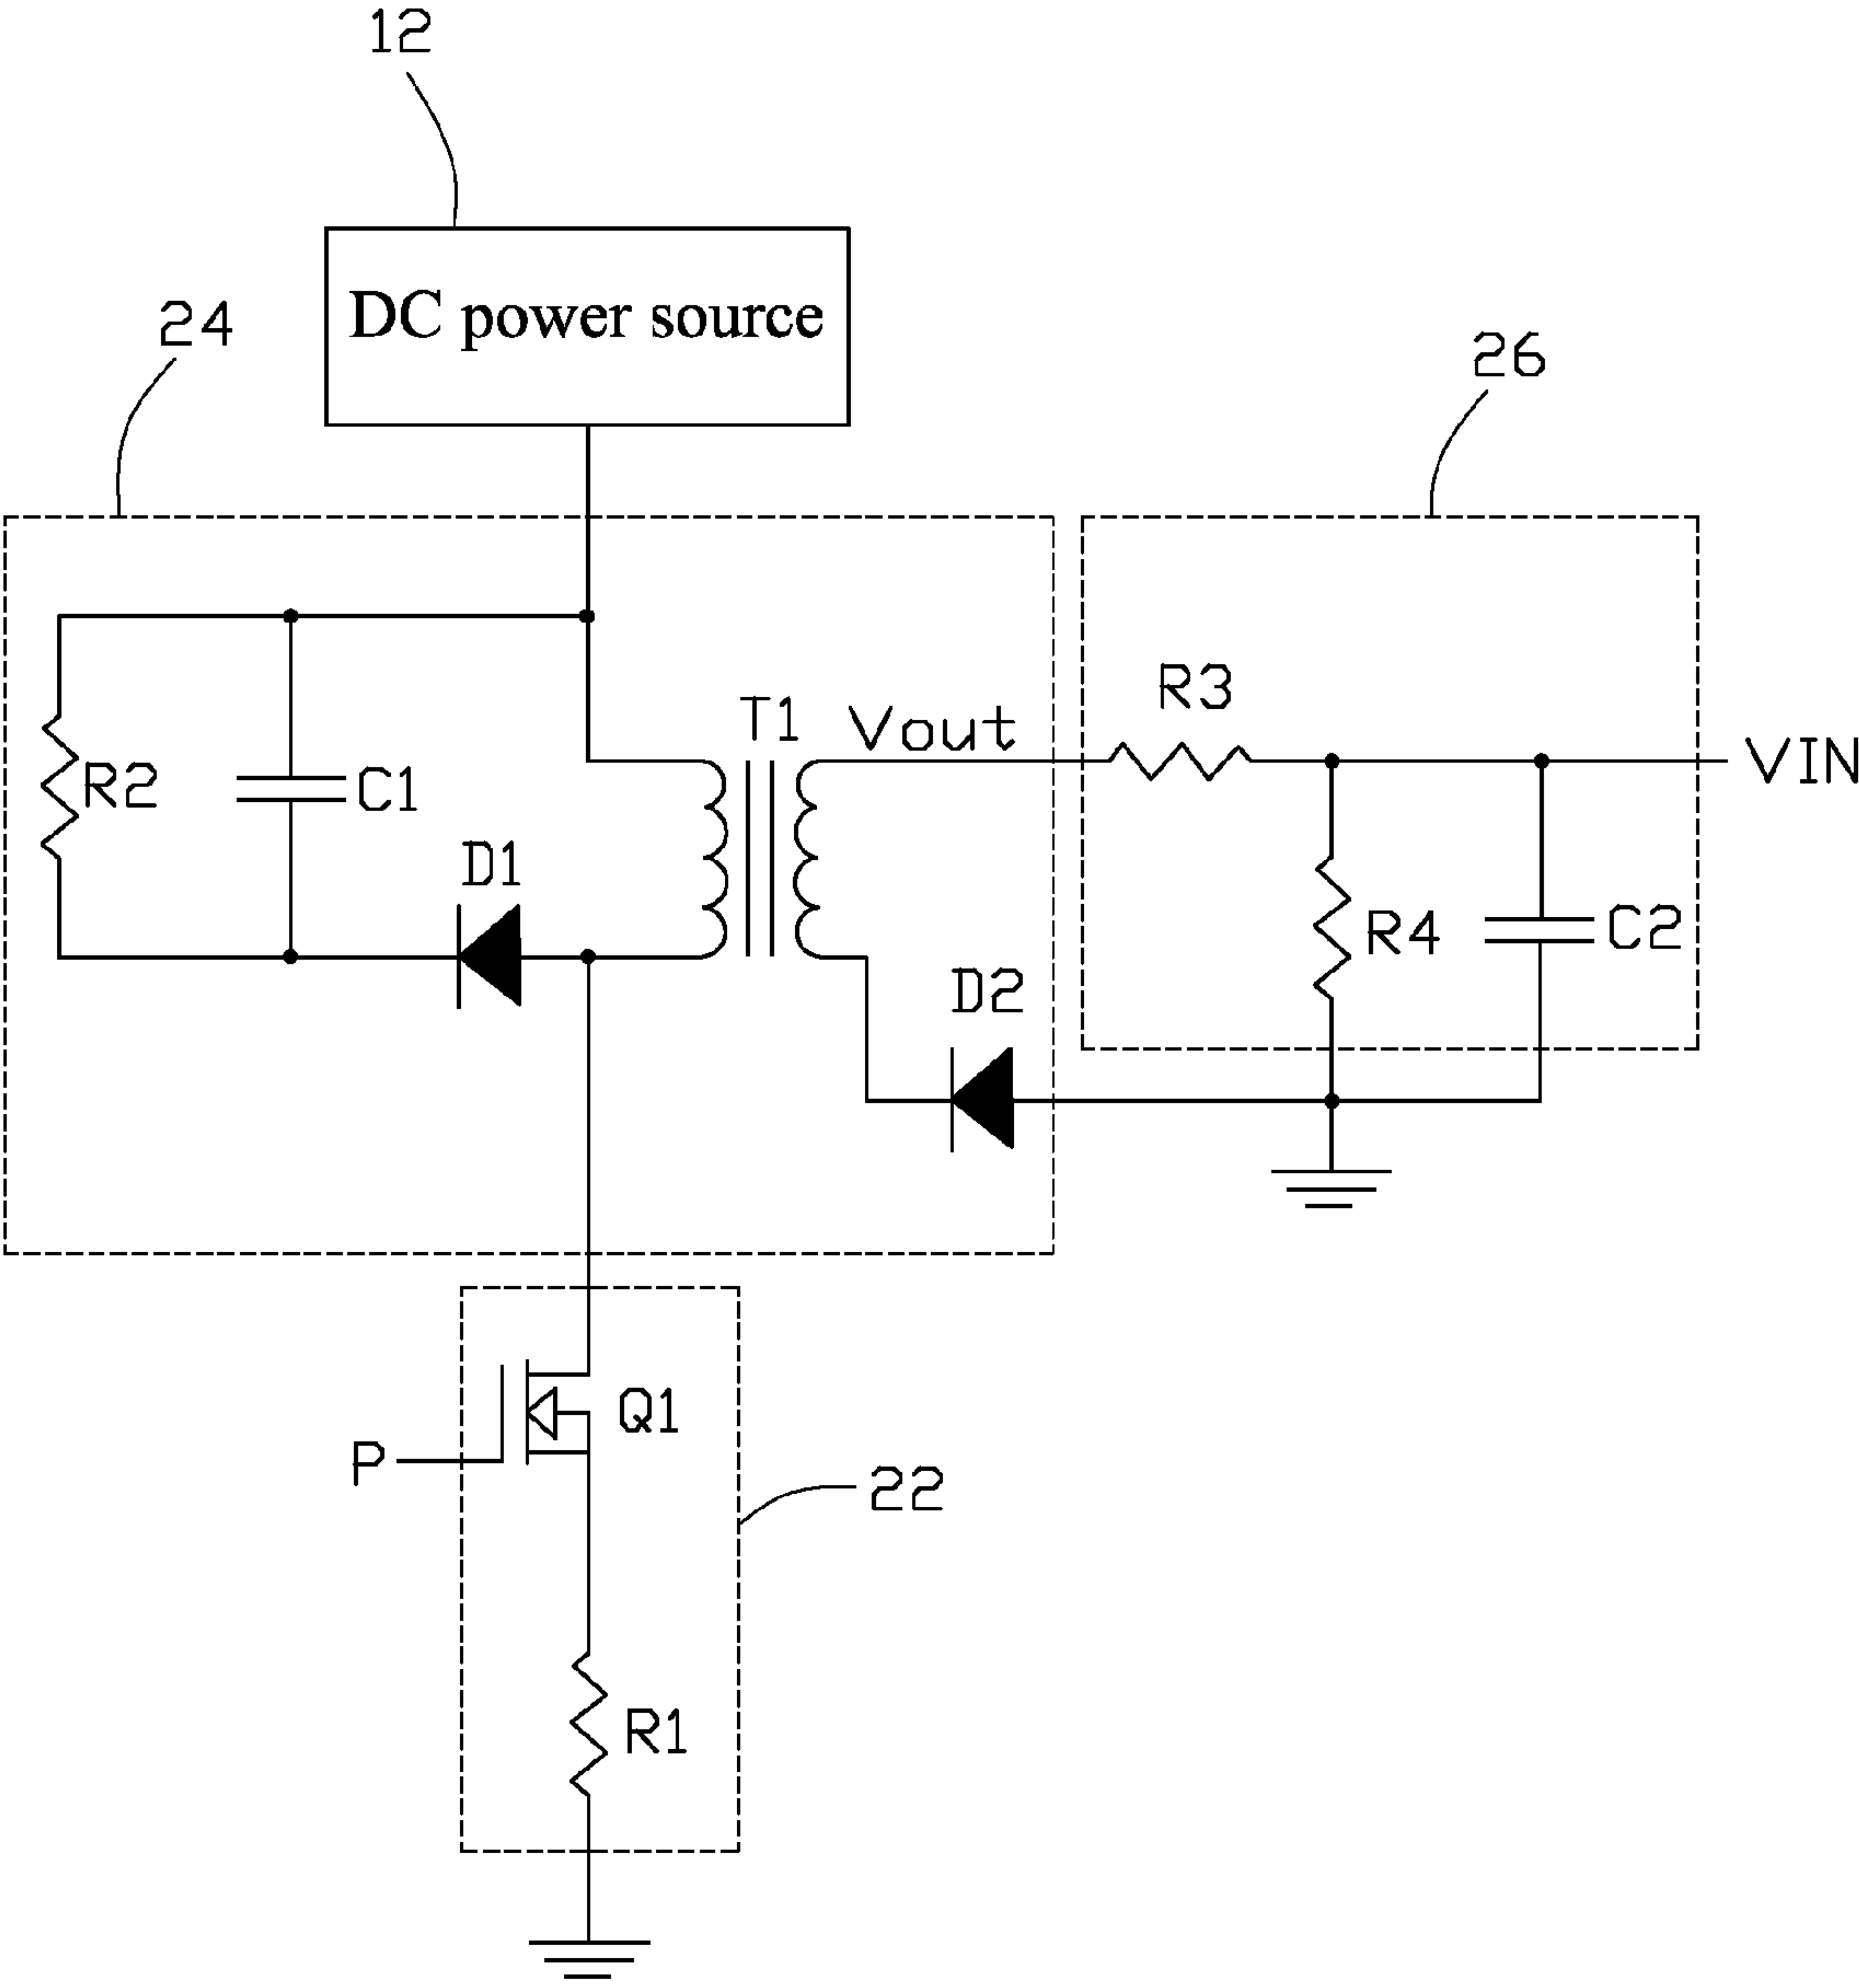 12
DC power source
24
26
R3
T1
Vout
VIN
R2
C1
D1
R4
C2
D2
Q1
P
22
R1